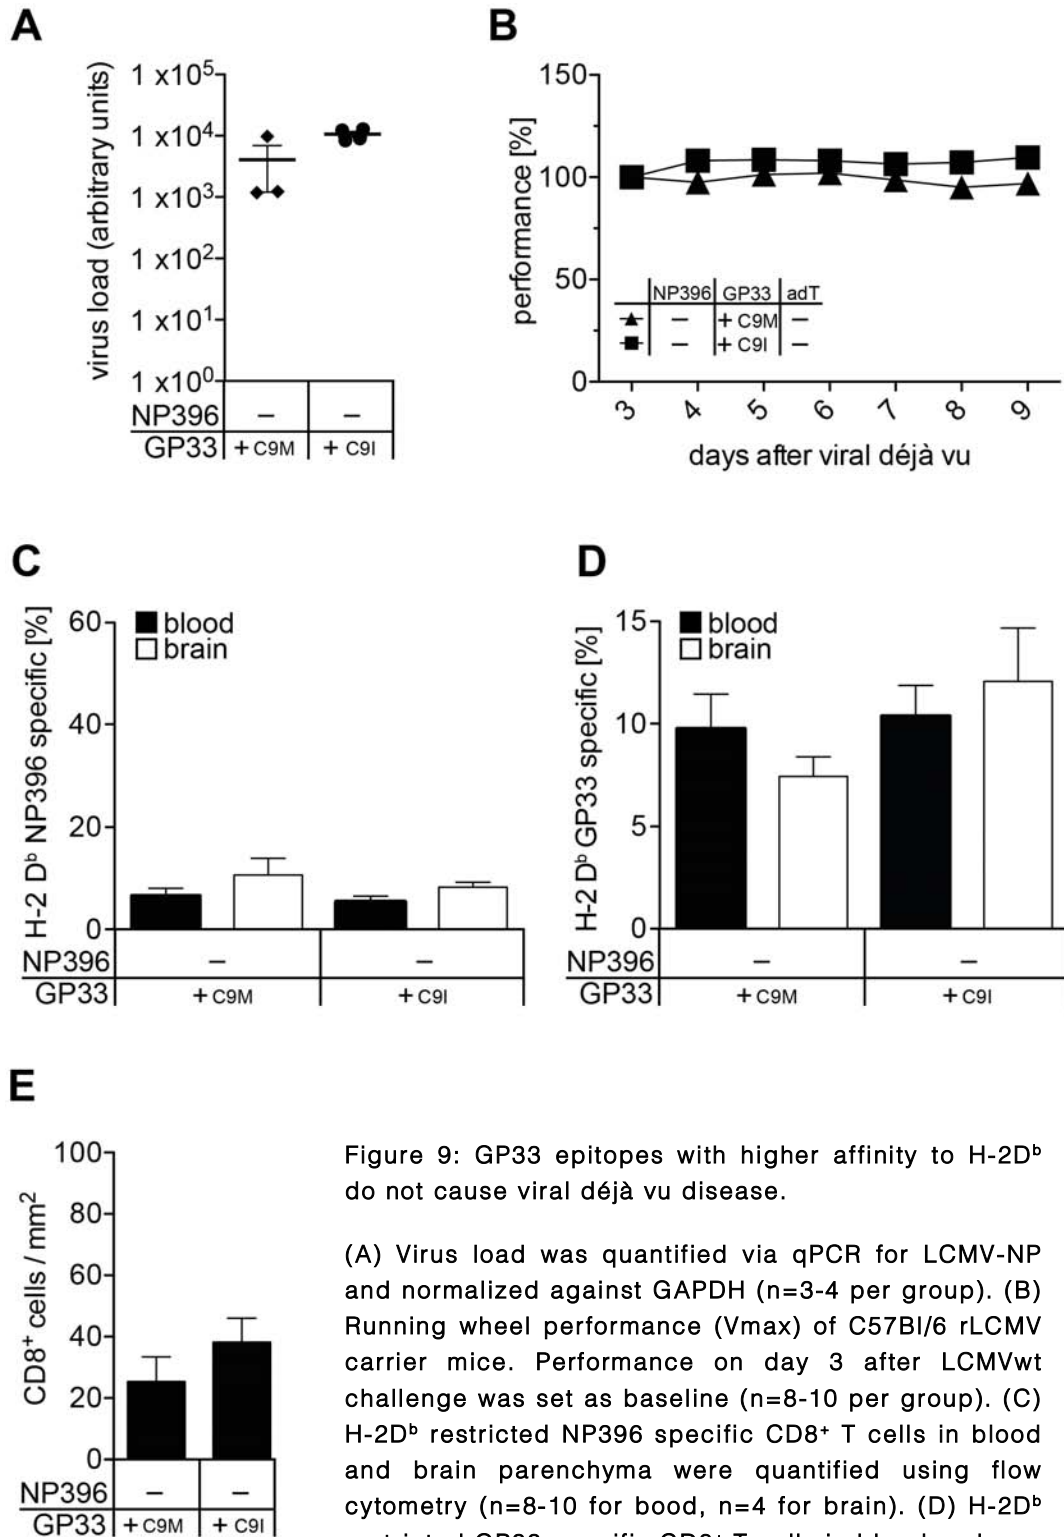 A
virus load (arbitrary units)
1 x10⁵
1 x10⁴
1 x10³
1 x10²
1 x10¹
1 x10⁰
NP396 − −
GP33 + C9M + C9I
B
performance [%]
150
100
50
0
NP396 GP33 adT
− + C9M −
− + C9I −
3 4 5 6 7 8 9
days after viral déjà vu
C
H-2 Dᵇ NP396 specific [%]
60
40
20
0
blood
brain
NP396 − −
GP33 + C9M + C9I
D
H-2 Dᵇ GP33 specific [%]
15
10
5
0
blood
brain
NP396 − −
GP33 + C9M + C9I
E
CD8⁺ cells / mm²
100
80
60
40
20
0
NP396 − −
GP33 + C9M + C9I
Figure 9: GP33 epitopes with higher affinity to H-2Dᵇ
do not cause viral déjà vu disease.
(A) Virus load was quantified via qPCR for LCMV-NP
and normalized against GAPDH (n=3-4 per group). (B)
Running wheel performance (Vmax) of C57Bl/6 rLCMV
carrier mice. Performance on day 3 after LCMVwt
challenge was set as baseline (n=8-10 per group). (C)
H-2Dᵇ restricted NP396 specific CD8⁺ T cells in blood
and brain parenchyma were quantified using flow
cytometry (n=8-10 for bood, n=4 for brain). (D) H-2Dᵇ